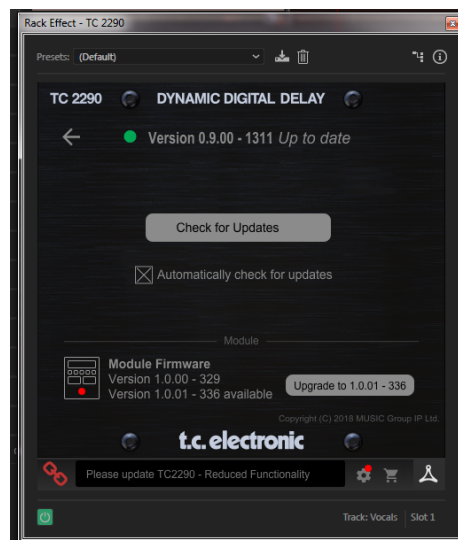 Rack Effect - TC 2290
Presets: (Default)
TC 2290 DYNAMIC DIGITAL DELAY
Version 0.9.00 - 1311 Up to date
Check for Updates
Automatically check for updates
Module
Module Firmware
Version 1.0.00 - 329
Version 1.0.01 - 336 available
Upgrade to 1.0.01 - 336
Copyright (C) 2018 MUSIC Group IP Ltd.
t.c. electronic
Please update TC2290 - Reduced Functionality
Track: Vocals Slot 1